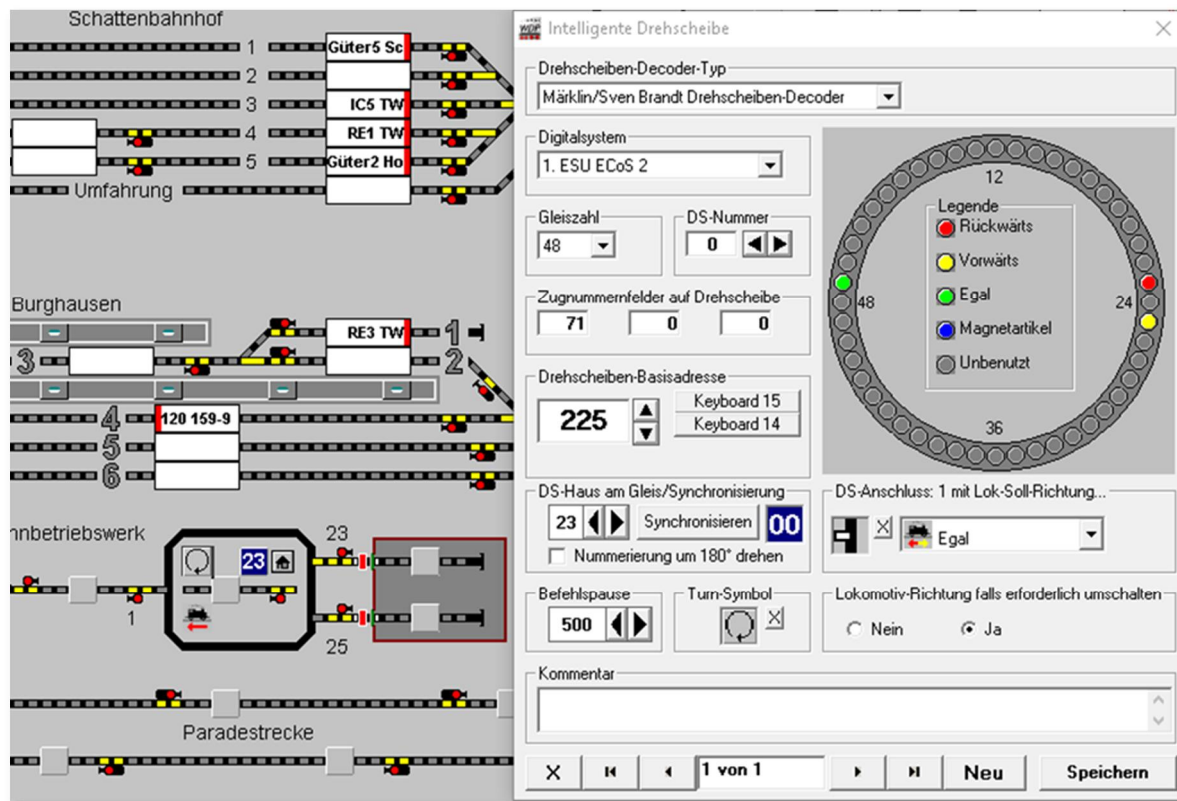 Schattenbahnhof
1 Güter5 Sc
2
3 IC5 TW
4 RE1 TW
5 Güter2 Ho
Umfahrung
Burghausen
RE3 TW 1
3 2
4 120 159-9
5
6
nnbetriebswerk
23
23
1
25
Paradestrecke
WDP Intelligente Drehscheibe
Drehscheiben-Decoder-Typ
Märklin/Sven Brandt Drehscheiben-Decoder
Digitalsystem
1. ESU ECoS 2
Gleiszahl DS-Nummer
48 0
Zugnummernfelder auf Drehscheibe
71 0 0
Drehscheiben-Basisadresse
225
Keyboard 15
Keyboard 14
12
Legende
Rückwärts
Vorwärts
Egal
Magnetartikel
Unbenutzt
48
24
36
DS-Haus am Gleis/Synchronisierung
23 Synchronisieren 00
Nummerierung um 180° drehen
DS-Anschluss: 1 mit Lok-Soll-Richtung...
X Egal
Befehlspause Turn-Symbol
500 X
Lokomotiv-Richtung falls erforderlich umschalten
Nein Ja
Kommentar
X 1 von 1 Neu Speichern